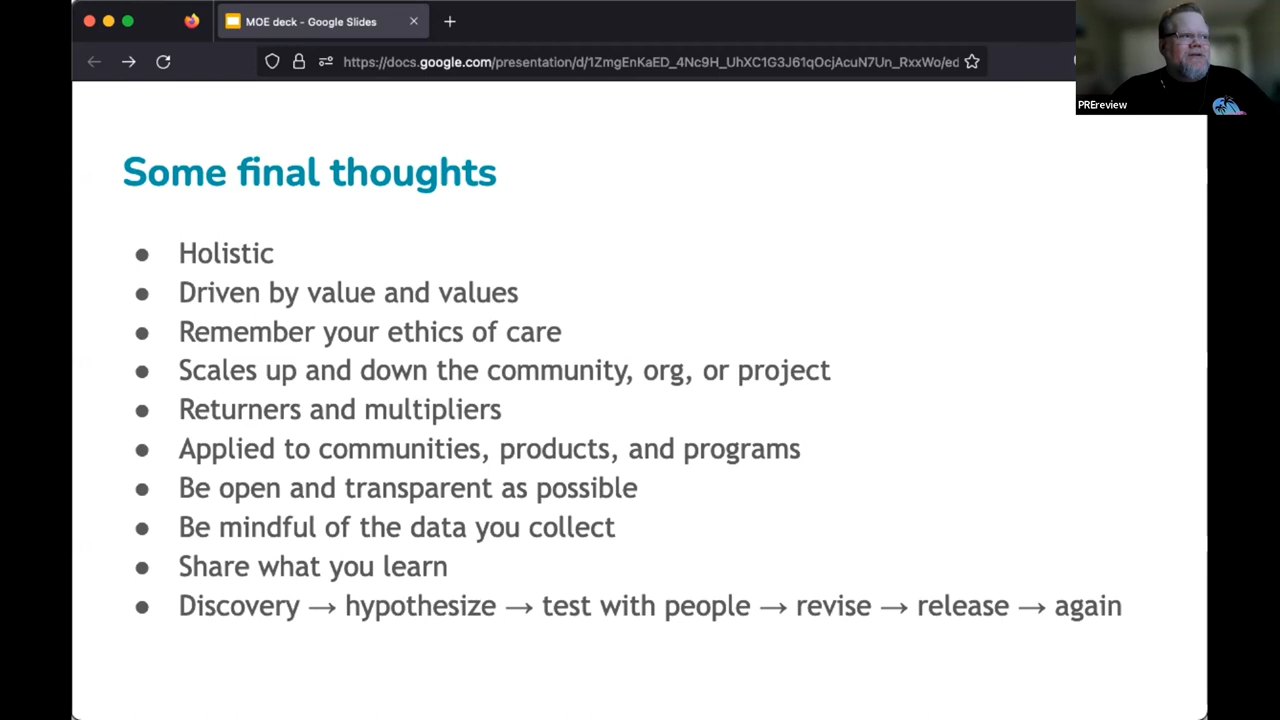 MOE deck - Google Slides
https://docs.google.com/presentation/d/1ZmgEnKaED_4Nc9H_UhXC1G3J61qOcjAcuN7Un_RxxWo/ed
PREreview
Some final thoughts
● Holistic
● Driven by value and values
● Remember your ethics of care
● Scales up and down the community, org, or project
● Returners and multipliers
● Applied to communities, products, and programs
● Be open and transparent as possible
● Be mindful of the data you collect
● Share what you learn
● Discovery → hypothesize → test with people → revise → release → again